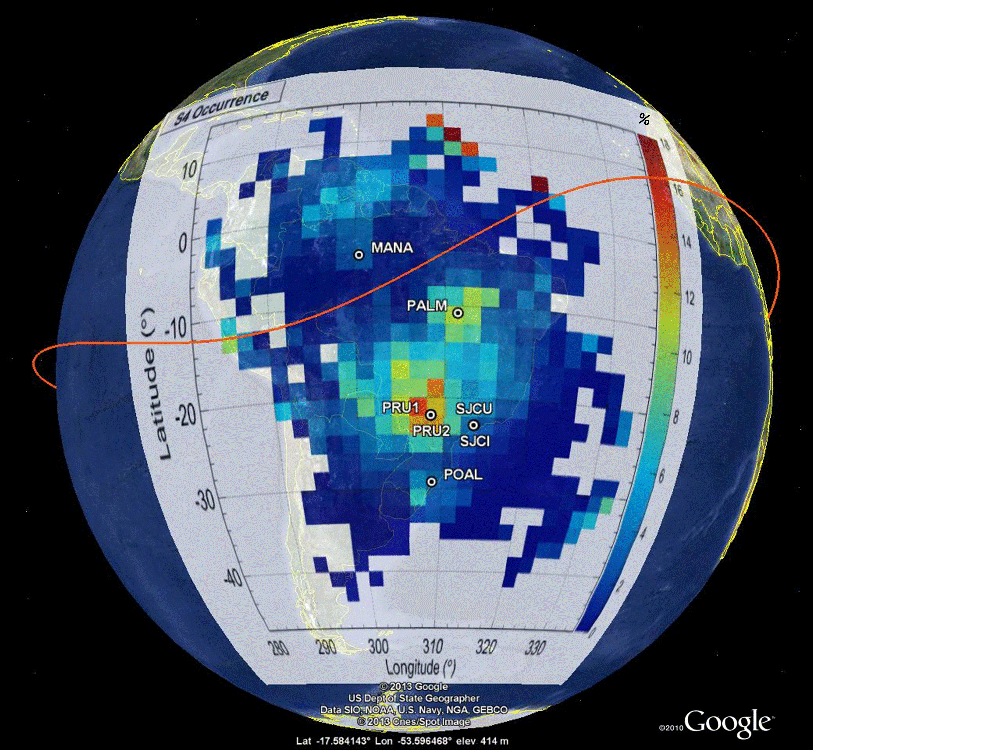 S4 Occurrence
%
18
16
14
12
10
8
6
4
2
0
10
0
-10
-20
-30
-40
Latitude (°)
MANA
PALM
PRU1
SJCU
PRU2
SJCI
POAL
280 290 300 310 320 330
Longitude (°)
© 2013 Google
US Dept of State Geographer
Data SIO, NOAA, U.S. Navy, NGA, GEBCO
© 2013 Cnes/Spot Image
©2010 Google™
Lat -17.584143° Lon -53.596468° elev 414 m